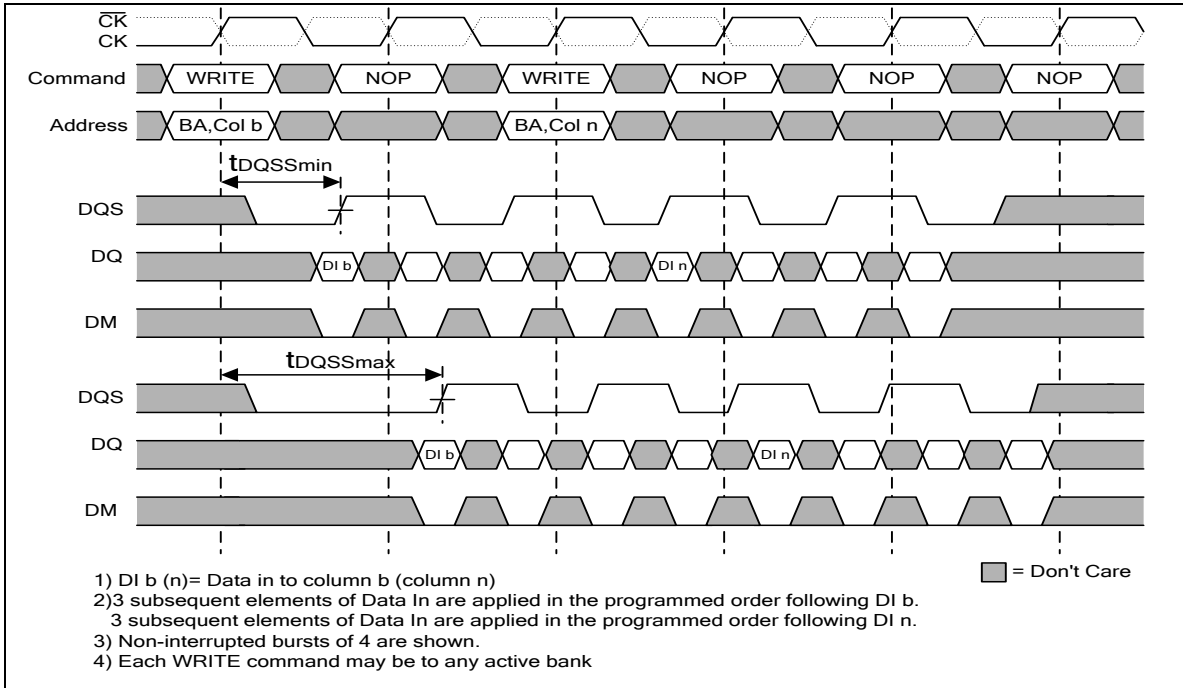 CK
CK
Command WRITE NOP WRITE NOP NOP NOP
Address BA,Col b BA,Col n
tDQSSmin
DQS
DQ DI b DI n
DM
tDQSSmax
DQS
DQ DI b DI n
DM
= Don't Care
1) DI b (n)= Data in to column b (column n)
2)3 subsequent elements of Data In are applied in the programmed order following DI b.
3 subsequent elements of Data In are applied in the programmed order following DI n.
3) Non-interrupted bursts of 4 are shown.
4) Each WRITE command may be to any active bank